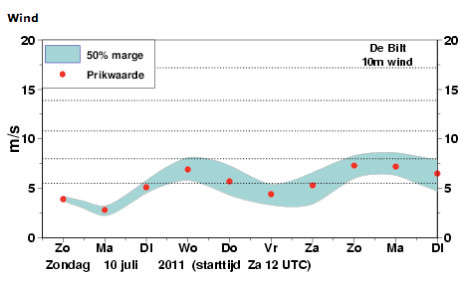 Wind
20
15
10
5
0
m/s
50% marge
Prikwaarde
De Bilt
10m wind
20
15
10
5
0
Zo Ma DI Wo Do Vr Za Zo Ma DI
Zondag 10 juli 2011 (starttijd Za 12 UTC)